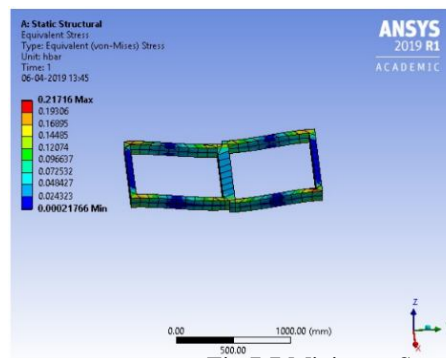 A: Static Structural
Equivalent Stress
Type: Equivalent (von-Mises) Stress
Unit: hbar
Time: 1
06-04-2019 13:45
ANSYS
2019 R1
ACADEMIC
0.21716 Max
0.19306
0.16895
0.14485
0.12074
0.096637
0.072532
0.048427
0.024323
0.00021766 Min
0.00
1000.00 (mm)
500.00
Z
X